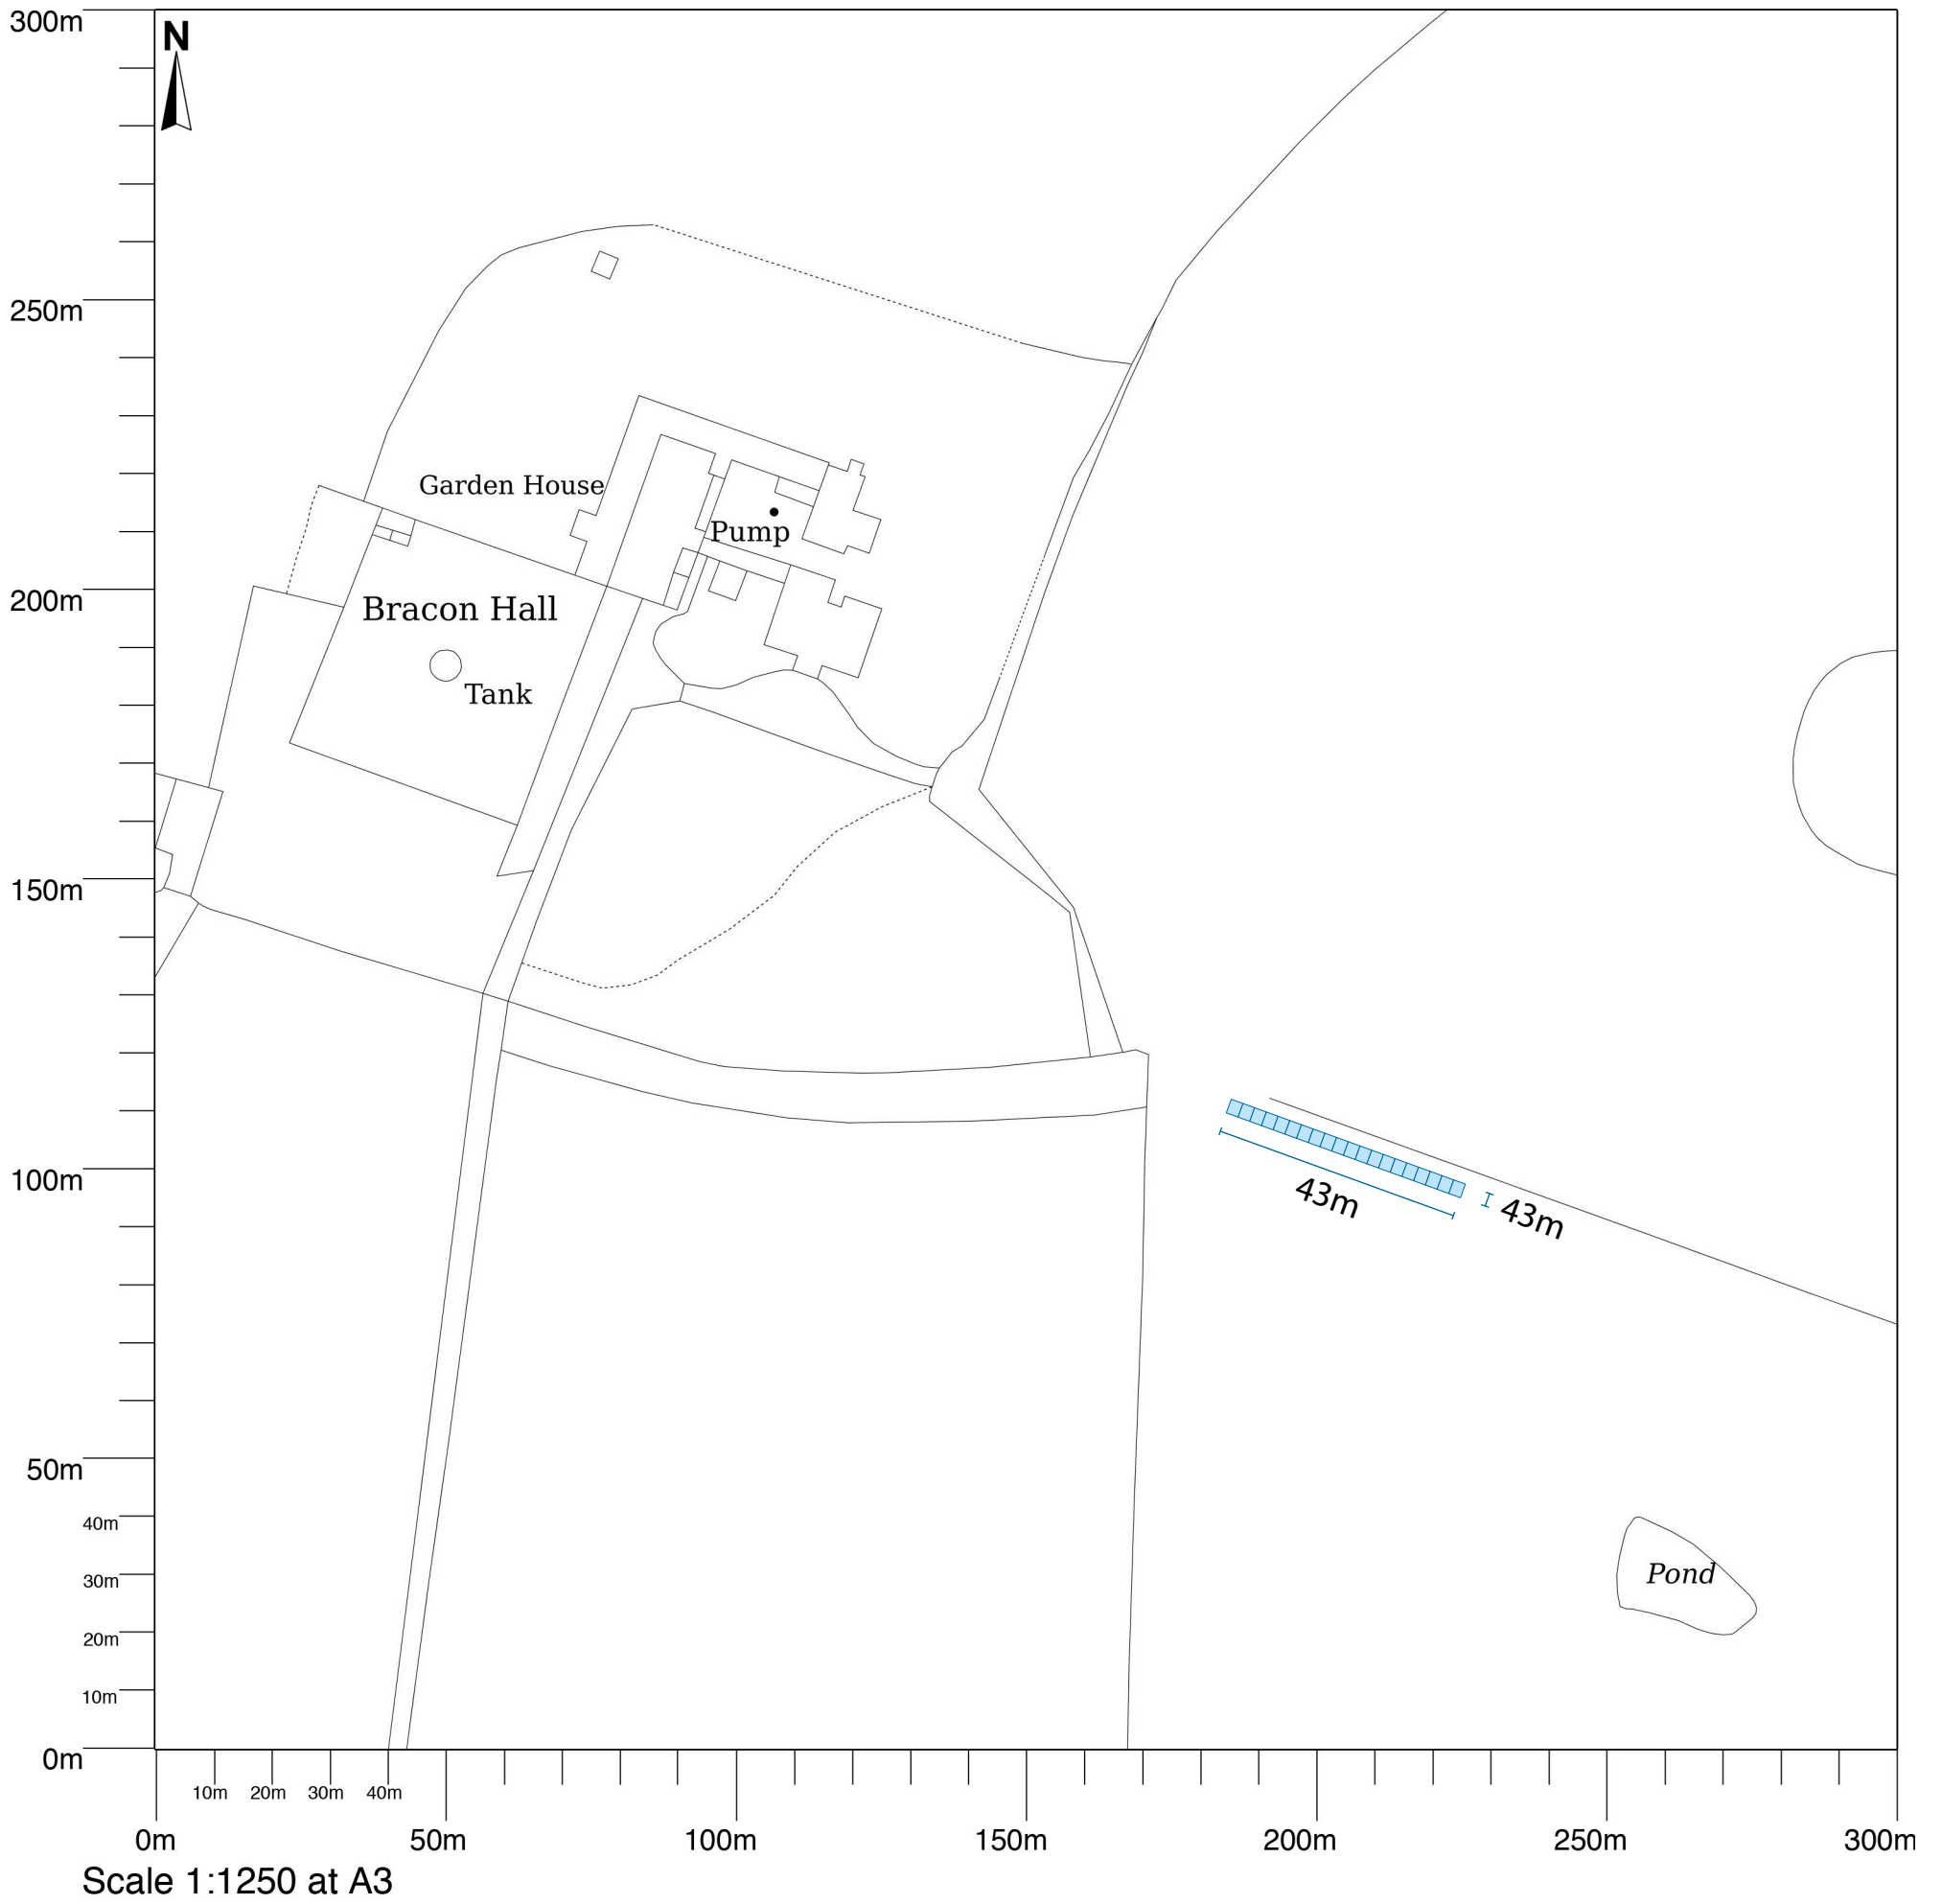 300m
N
250m
Garden House
Pump
200m
Bracon Hall
Tank
150m
100m
43m
43m
50m
40m
30m
Pond
20m
10m
0m
10m 20m 30m 40m
0m 50m 100m 150m 200m 250m 300m
Scale 1:1250 at A3